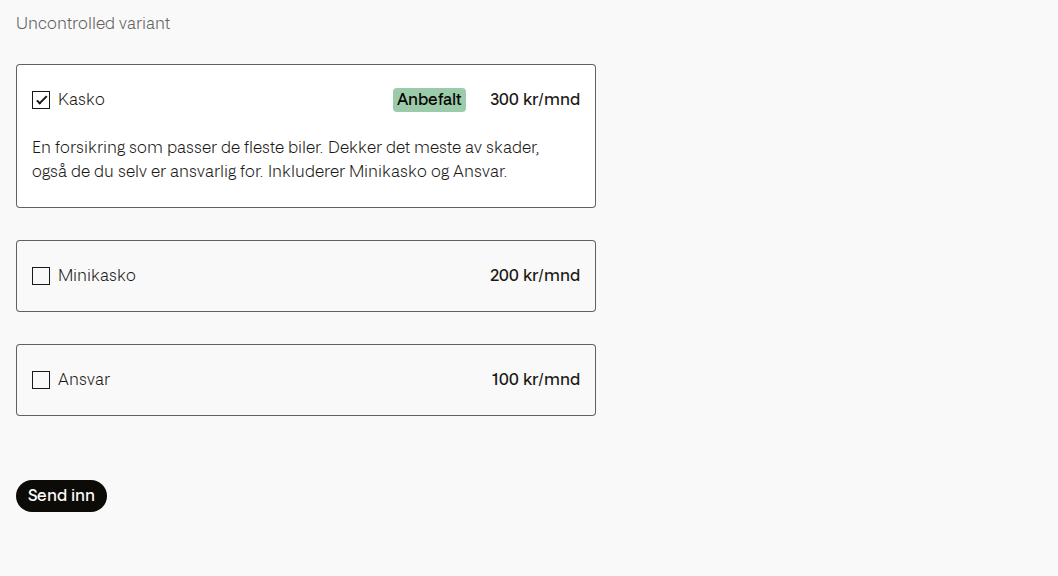 Uncontrolled variant
Kasko Anbefalt 300 kr/mnd
En forsikring som passer de fleste biler. Dekker det meste av skader,
også de du selv er ansvarlig for. Inkluderer Minikasko og Ansvar.
Minikasko 200 kr/mnd
Ansvar 100 kr/mnd
Send inn